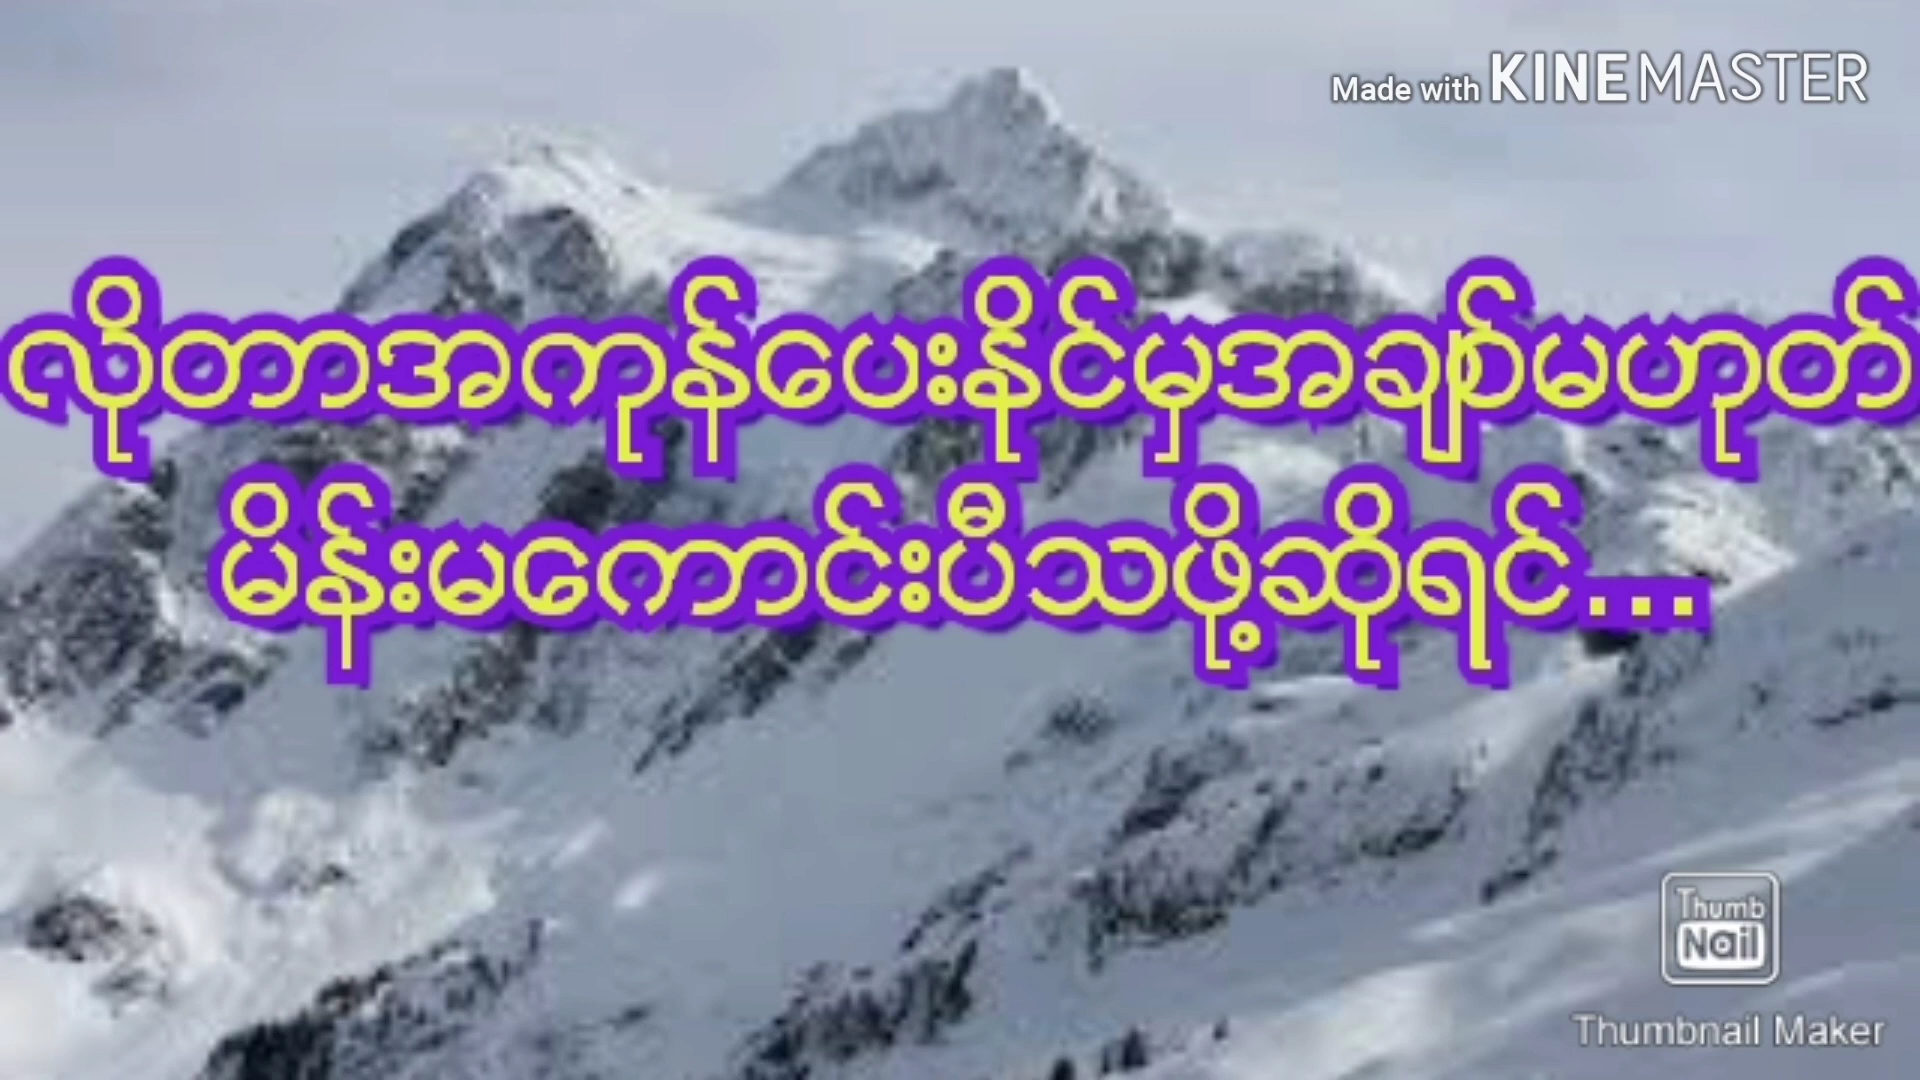 Made with KINEMASTER
လိုတာအကုန်ပေးနိုင်မှအချစ်မဟုတ်
မိန်းမကောင်းပီသဖို့ဆိုရင်...
Thumb
Nail
Thumbnail Maker